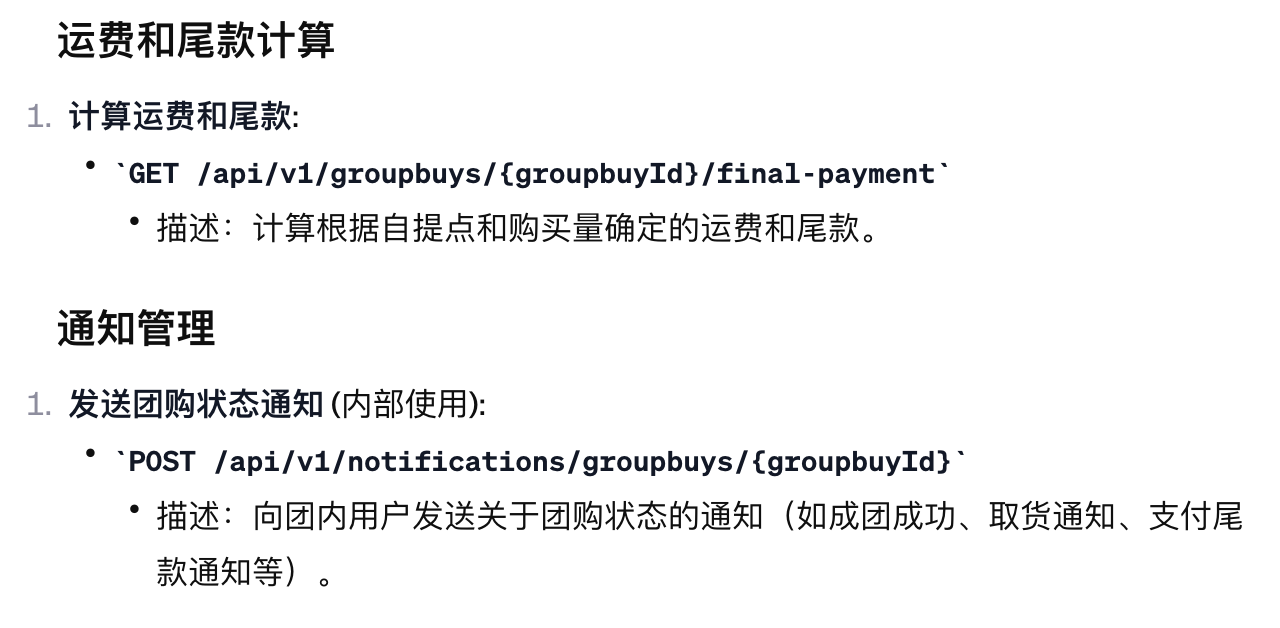 运费和尾款计算
1. 计算运费和尾款:
• `GET /api/v1/groupbuys/{groupbuyId}/final-payment`
• 描述：计算根据自提点和购买量确定的运费和尾款。
通知管理
1. 发送团购状态通知 (内部使用):
• `POST /api/v1/notifications/groupbuys/{groupbuyId}`
• 描述：向团内用户发送关于团购状态的通知（如成团成功、取货通知、支付尾
款通知等）。